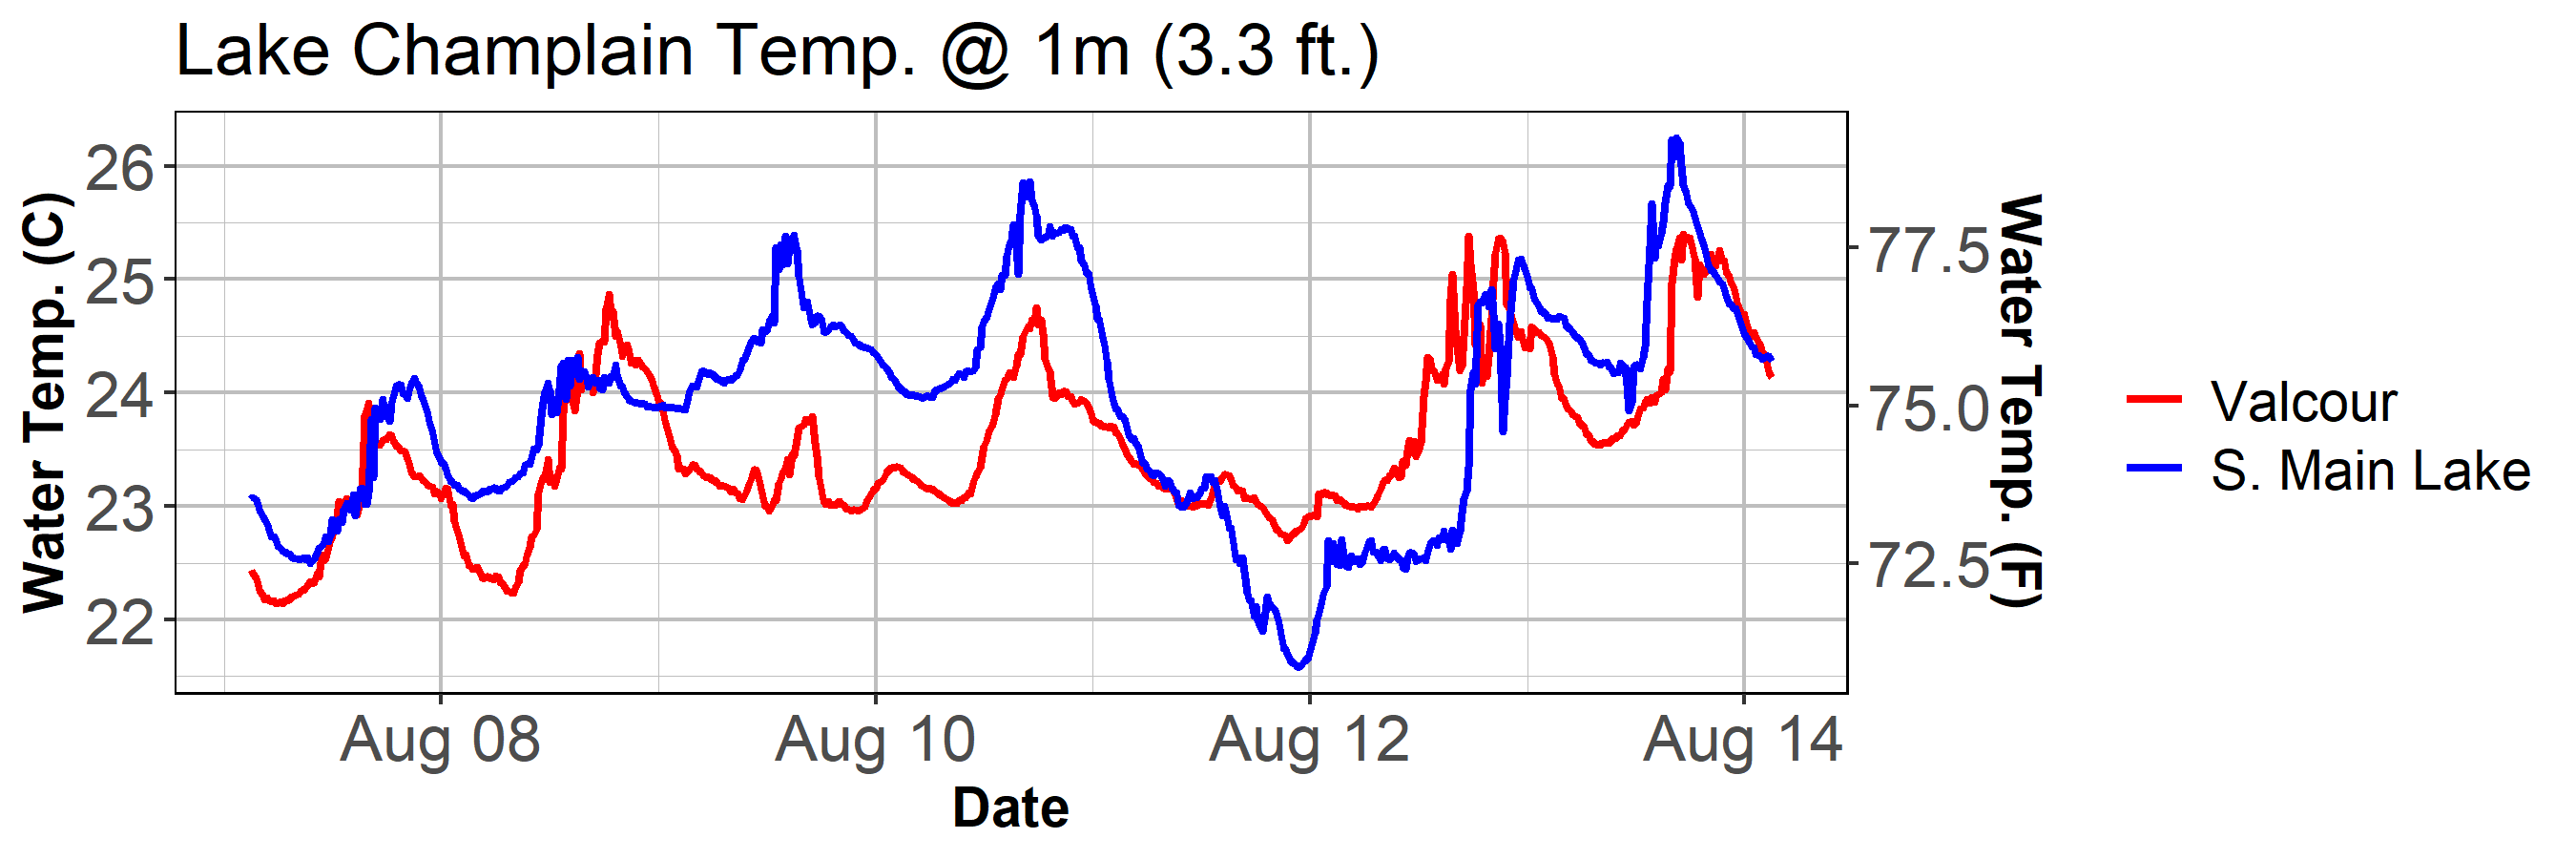 Lake Champlain Temp. @ 1m (3.3 ft.)
Water Temp. (C)
26
25
24
23
22
77.5
75.0
72.5
Water Temp. (F)
Valcour
S. Main Lake
Aug 08
Aug 10
Aug 12
Aug 14
Date